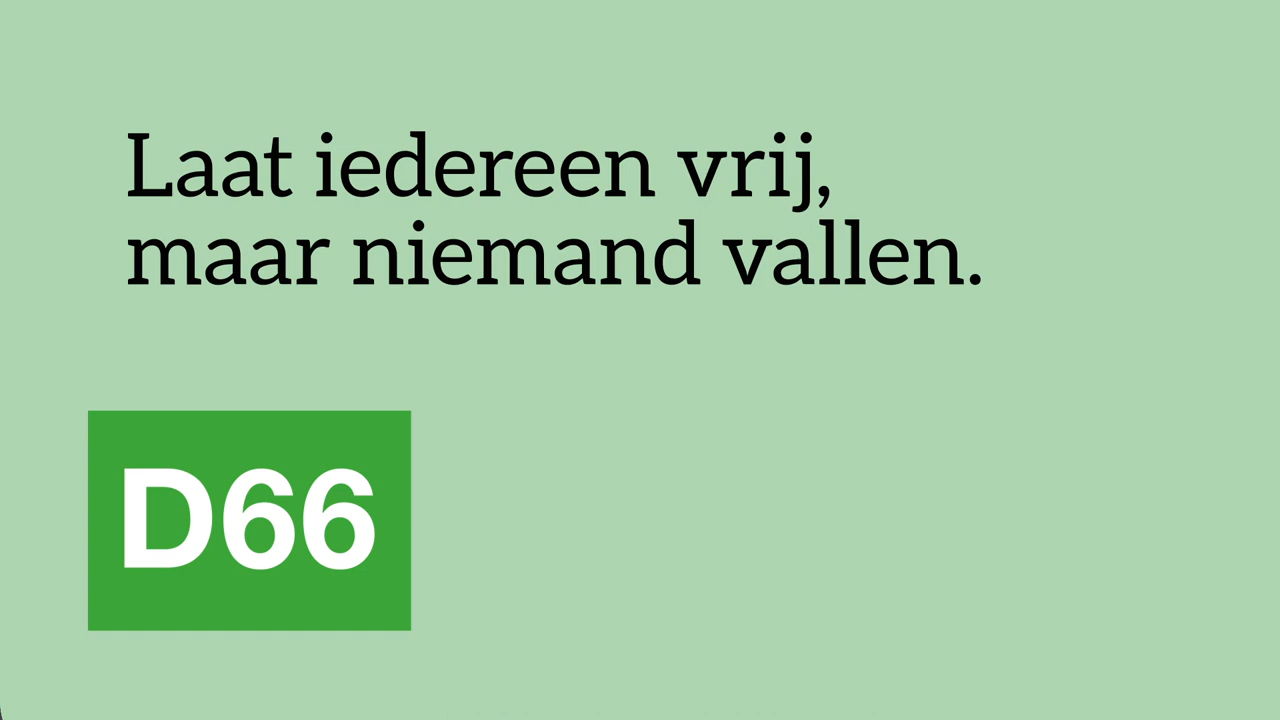 Laat iedereen vrij,
maar niemand vallen.
D66